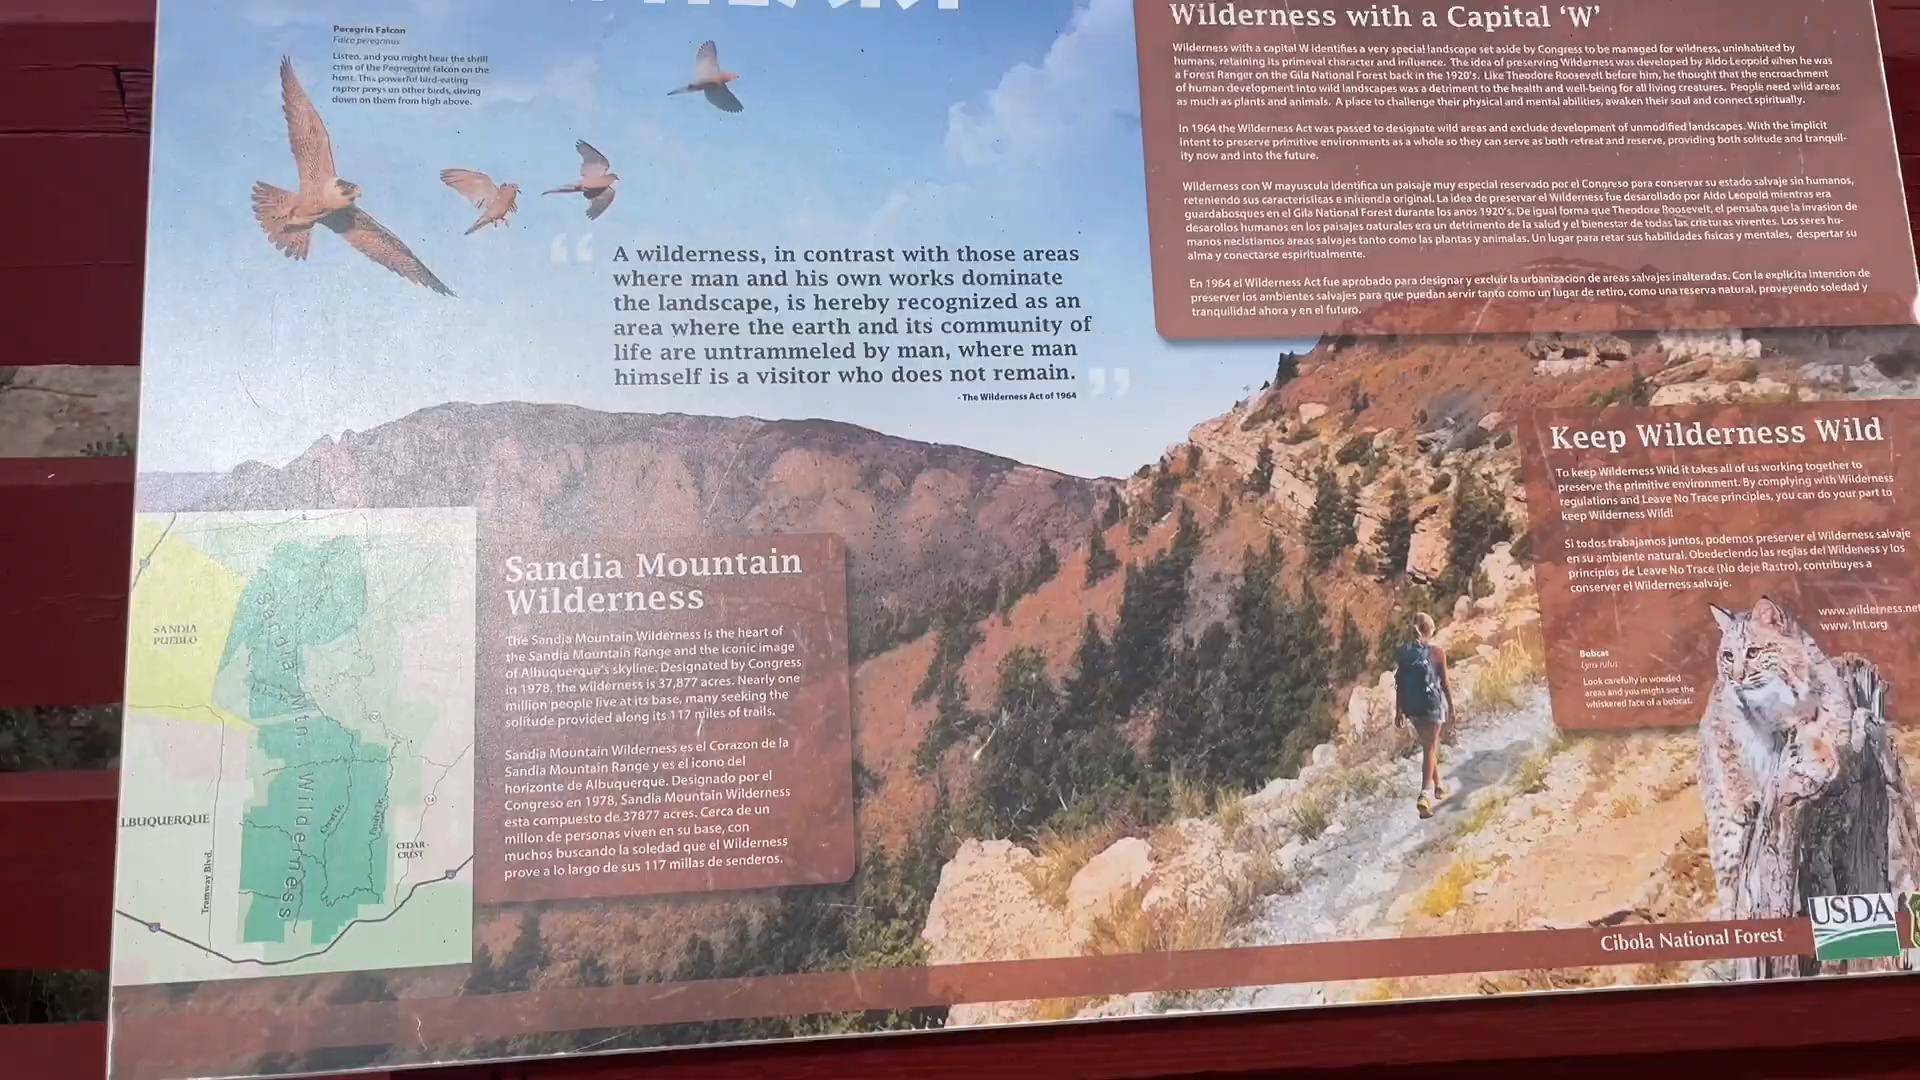 Peregrin Falcon
Falco peregrinus
Listen, and you might hear the shrill
cries of the Peregrine falcon on the
hunt. This powerful bird-eating
raptor preys on other birds, diving
down on them from high above.
Wilderness with a Capital ‘W’
Wilderness with a capital W identifies a very special landscape set aside by Congress to be managed for wildness, uninhabited by
humans, retaining its primeval character and influence. The idea of preserving Wilderness was developed by Aldo Leopold when he was
a Forest Ranger on the Gila National Forest back in the 1920’s. Like Theodore Roosevelt before him, he thought that the encroachment
of human development into wild landscapes was a detriment to the health and well-being for all living creatures. People need wild areas
as much as plants and animals. A place to challenge their physical and mental abilities, awaken their soul and connect spiritually.
In 1964 the Wilderness Act was passed to designate wild areas and exclude development of unmodified landscapes. With the implicit
intent to preserve primitive environments as a whole so they can serve as both retreat and reserve, providing both solitude and tranquil-
ity now and into the future.
Wilderness con W mayuscula identifica un paisaje muy especial reservado por el Congreso para conservar su estado salvaje sin humanos,
reteniendo sus caracteristicas e influencia original. La idea de preservar el Wilderness fue desarollado por Aldo Leopold mientras era
guardabosques en el Gila National Forest durante los anos 1920’s. De igual forma que Theodore Roosevelt, el pensaba que la invasion de
desarollos humanos en los paisajes naturales era un detrimento de la salud y el bienestar de todas las crieturas viventes. Los seres hu-
manos necistiamos areas salvajes tanto como las plantas y animalas. Un lugar para retar sus habilidades fisicas y mentales, despertar su
alma y conectarse espiritualmente.
En 1964 el Wilderness Act fue aprobado para designar y excluir la urbanizacion de areas salvajes inalteradas. Con la explicita intencion de
preserver los ambientes salvajes para que puedan servir tanto como un lugar de retiro, como una reserva natural, proveyendo soledad y
tranquilidad ahora y en el futuro.
“ A wilderness, in contrast with those areas
where man and his own works dominate
the landscape, is hereby recognized as an
area where the earth and its community of
life are untrammeled by man, where man
himself is a visitor who does not remain. ”
- The Wilderness Act of 1964
Keep Wilderness Wild
To keep Wilderness Wild it takes all of us working together to
preserve the primitive environment. By complying with Wilderness
regulations and Leave No Trace principles, you can do your part to
keep Wilderness Wild!
Si todos trabajamos juntos, podemos preserver el Wilderness salvaje
en su ambiente natural. Obedeciendo las reglas del Wildeness y los
principios de Leave No Trace (No deje Rastro), contribuyes a
conserver el Wilderness salvaje.
www.wilderness.net
www. lnt.org
Bobcat
Lynx rufus
Look carefully in wooded
areas and you might see the
whiskered face of a bobcat.
Sandia Mountain
Wilderness
The Sandia Mountain Wilderness is the heart of
the Sandia Mountain Range and the iconic image
of Albuquerque’s skyline. Designated by Congress
in 1978, the wilderness is 37,877 acres. Nearly one
million people live at its base, many seeking the
solitude provided along its 117 miles of trails.
Sandia Mountain Wilderness es el Corazon de la
Sandia Mountain Range y es el icono del
horizonte de Albuquerque. Designado por el
Congreso en 1978, Sandia Mountain Wilderness
esta compuesto de 37877 acres. Cerca de un
millon de personas viven en su base, con
muchos buscando la soledad que el Wilderness
prove a lo largo de sus 117 millas de senderos.
SANDIA
PUEBLO
Sandia Mtn. Wilderness
LBUQUERQUE
Tramway Blvd.
CEDAR
CREST
14
Cibola National Forest
USDA